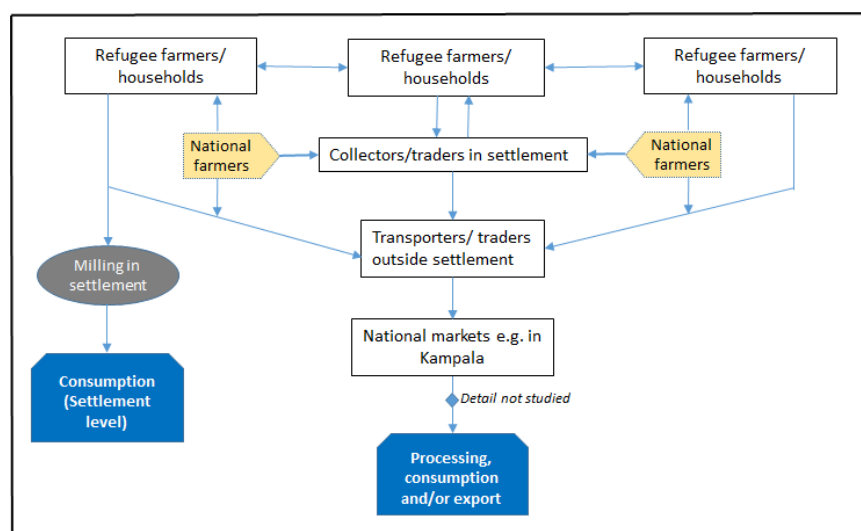 Refugee farmers/
households
Refugee farmers/
households
Refugee farmers/
households
National
farmers
Collectors/traders in settlement
National
farmers
Transporters/ traders
outside settlement
Milling in
settlement
National markets e.g. in
Kampala
Consumption
(Settlement
level)
Detail not studied
Processing,
consumption
and/or export